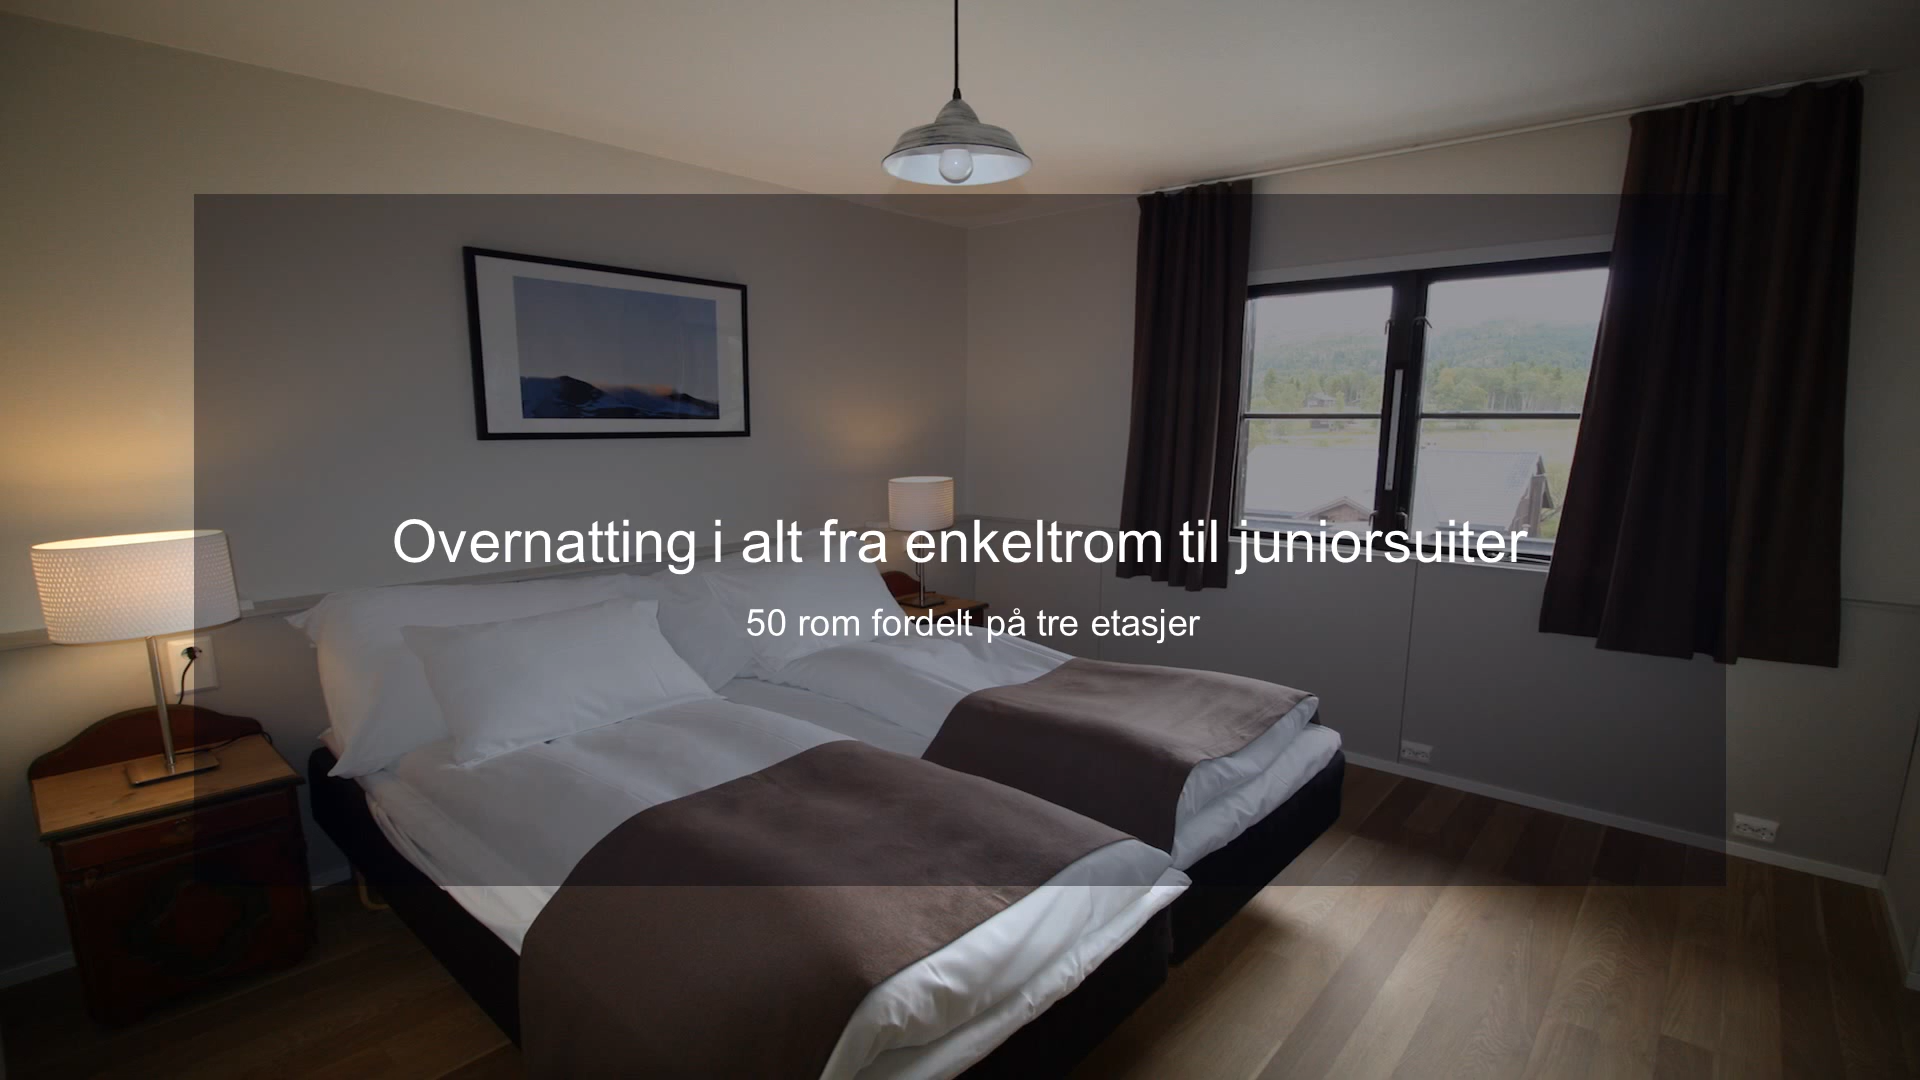 Overnatting i alt fra enkeltrom til juniorsuiter
50 rom fordelt på tre etasjer